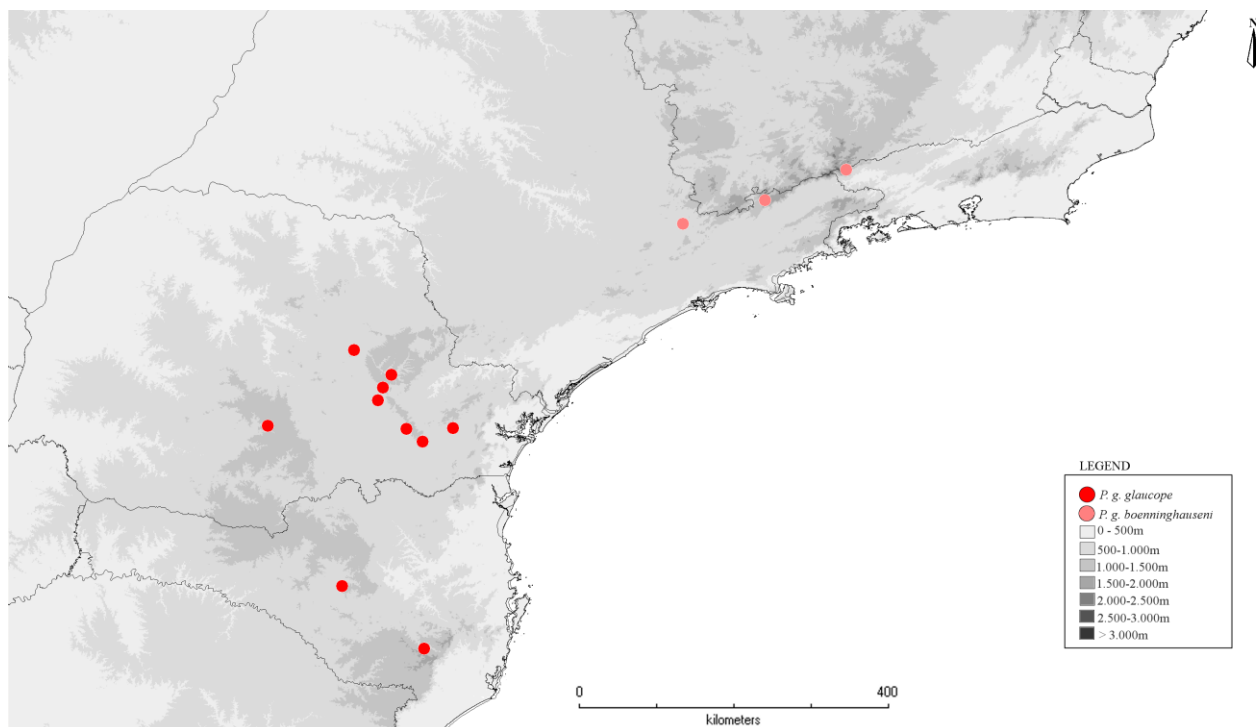 N
LEGEND
P. g. glaucope
P. g. boenninghauseni
0 - 500m
500-1.000m
1.000-1.500m
1.500-2.000m
2.000-2.500m
2.500-3.000m
> 3.000m
0 400
kilometers